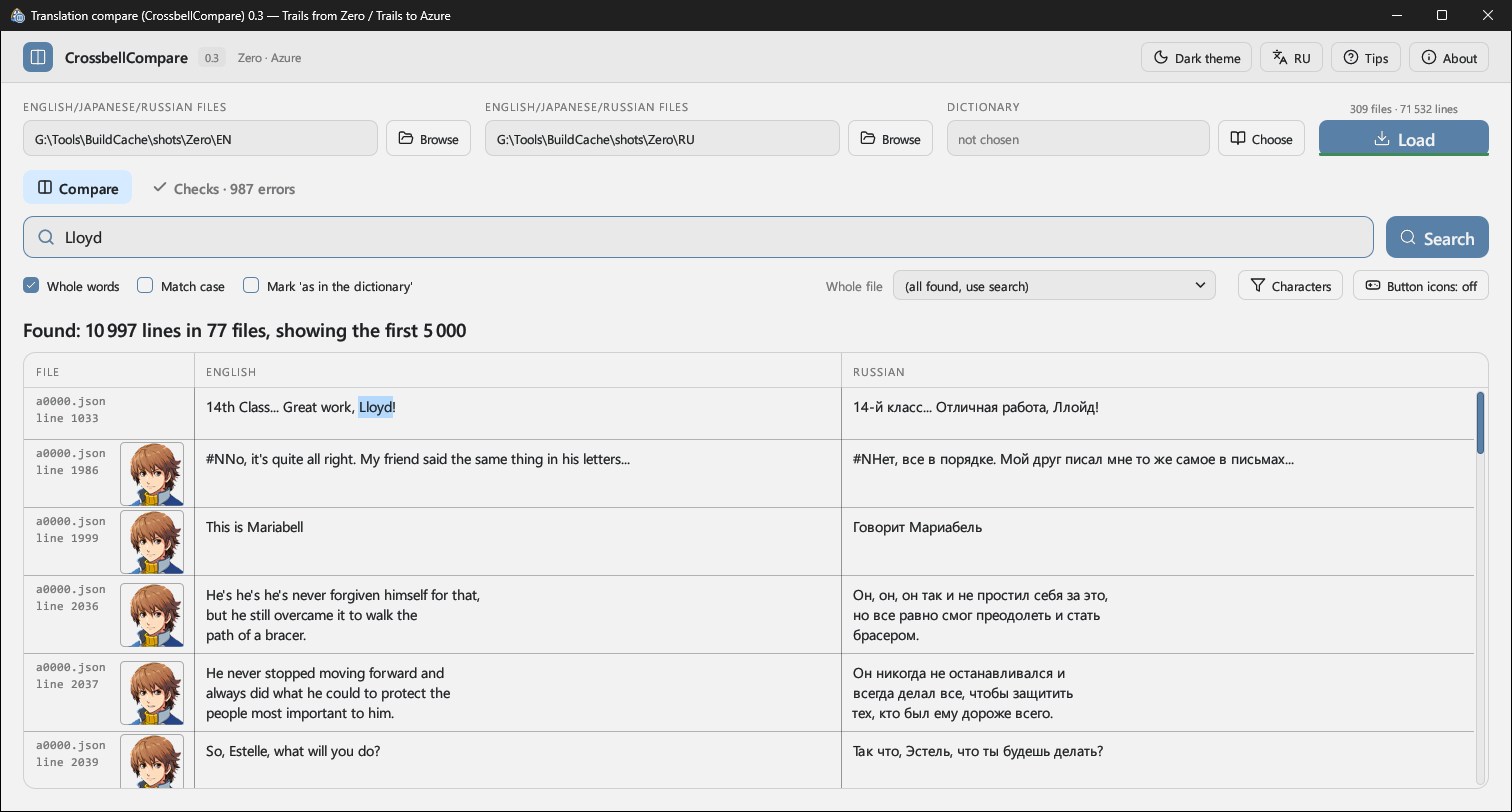 Translation compare (CrossbellCompare) 0.3 — Trails from Zero / Trails to Azure
CrossbellCompare 0.3 Zero · Azure
Dark theme RU Tips About
ENGLISH/JAPANESE/RUSSIAN FILES ENGLISH/JAPANESE/RUSSIAN FILES DICTIONARY 309 files · 71 532 lines
G:\Tools\BuildCache\shots\Zero\EN Browse G:\Tools\BuildCache\shots\Zero\RU Browse not chosen Choose Load
Compare Checks · 987 errors
Lloyd Search
Whole words Match case Mark 'as in the dictionary' Whole file (all found, use search) Characters Button icons: off
Found: 10 997 lines in 77 files, showing the first 5 000
FILE ENGLISH RUSSIAN
a0000.json
line 1033
14th Class... Great work, Lloyd!
14-й класс... Отличная работа, Ллойд!
a0000.json
line 1986
#NNo, it's quite all right. My friend said the same thing in his letters...
#NНет, все в порядке. Мой друг писал мне то же самое в письмах...
a0000.json
line 1999
This is Mariabell
Говорит Мариабель
a0000.json
line 2036
He's he's he's never forgiven himself for that,
but he still overcame it to walk the
path of a bracer.
Он, он, он так и не простил себя за это,
но все равно смог преодолеть и стать
брасером.
a0000.json
line 2037
He never stopped moving forward and
always did what he could to protect the
people most important to him.
Он никогда не останавливался и
всегда делал все, чтобы защитить
тех, кто был ему дороже всего.
a0000.json
line 2039
So, Estelle, what will you do?
Так что, Эстель, что ты будешь делать?